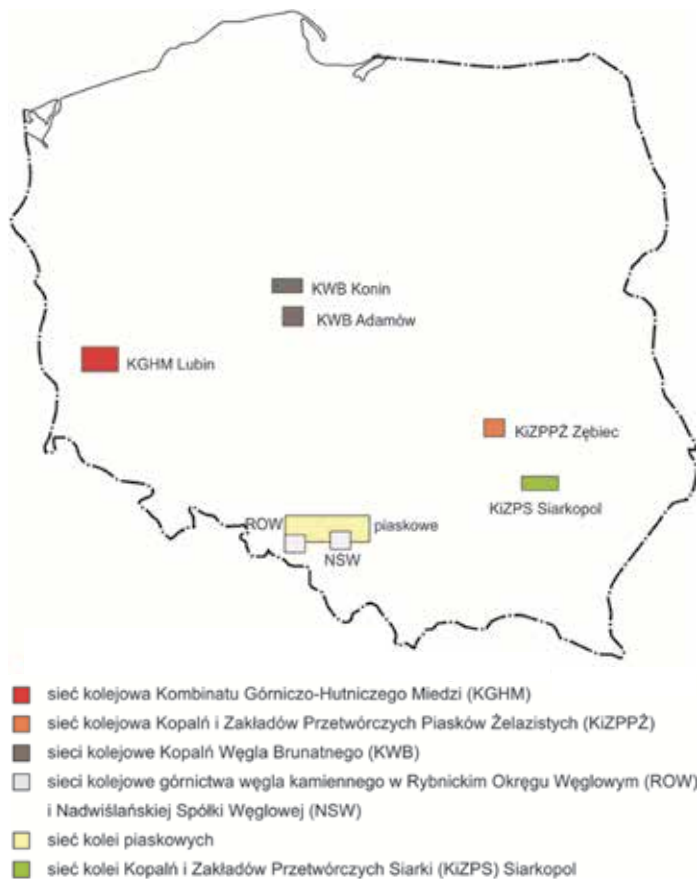 KWB Konin
KWB Adamów
KGHM Lubin
KiZPPŻ Zębiec
KiZPS Siarkopol
ROW
piaskowe
NSW
sieć kolejowa Kombinatu Górniczo-Hutniczego Miedzi (KGHM)
sieć kolejowa Kopalń i Zakładów Przetwórczych Piasków Żelazistych (KiZPPŻ)
sieci kolejowe Kopalń Węgla Brunatnego (KWB)
sieci kolejowe górnictwa węgla kamiennego w Rybnickim Okręgu Węglowym (ROW)
i Nadwiślańskiej Spółki Węglowej (NSW)
sieć kolei piaskowych
sieć kolei Kopalń i Zakładów Przetwórczych Siarki (KiZPS) Siarkopol